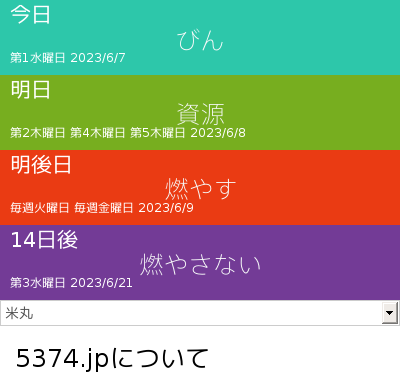 今日
びん
第1水曜日 2023/6/7
明日
資源
第2木曜日 第4木曜日 第5木曜日 2023/6/8
明後日
燃やす
毎週火曜日 毎週金曜日 2023/6/9
14日後
燃やさない
第3水曜日 2023/6/21
米丸
5374.jpについて